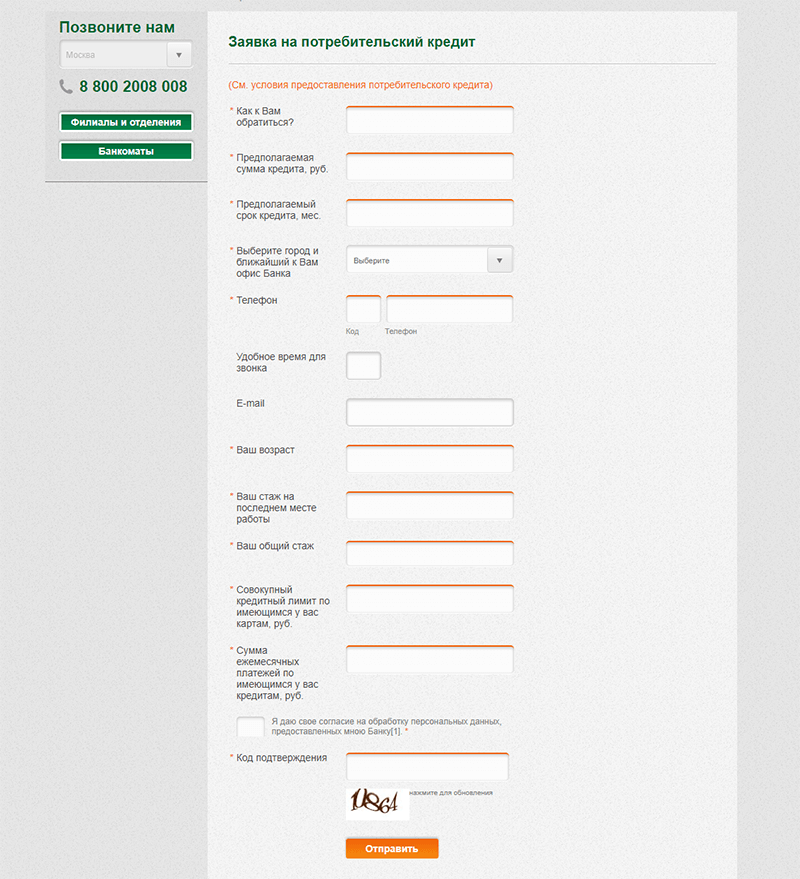 Позвоните нам
Москва
8 800 2008 008
Филиалы и отделения
Банкоматы
Заявка на потребительский кредит
(См. условия предоставления потребительского кредита)
* Как к Вам
обратиться?
* Предполагаемая
сумма кредита, руб.
* Предполагаемый
срок кредита, мес.
* Выберите город и
ближайший к Вам
офис Банка
Выберите
* Телефон
Код Телефон
Удобное время для
звонка
E-mail
* Ваш возраст
* Ваш стаж на
последнем месте
работы
* Ваш общий стаж
* Совокупный
кредитный лимит по
имеющимся у вас
картам, руб.
* Сумма
ежемесячных
платежей по
имеющимся у вас
кредитам, руб.
Я даю свое согласие на обработку персональных данных,
предоставленных мною Банку[1]. *
* Код подтверждения
нажмите для обновления
Отправить